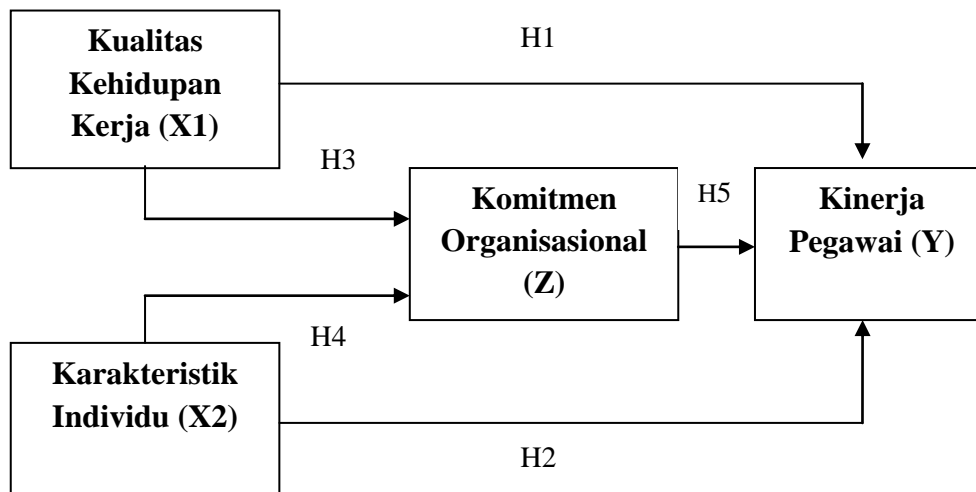 Kualitas
Kehidupan
Kerja (X1)
H1
H3
Komitmen
Organisasional
(Z)
H5
Kinerja
Pegawai (Y)
H4
Karakteristik
Individu (X2)
H2